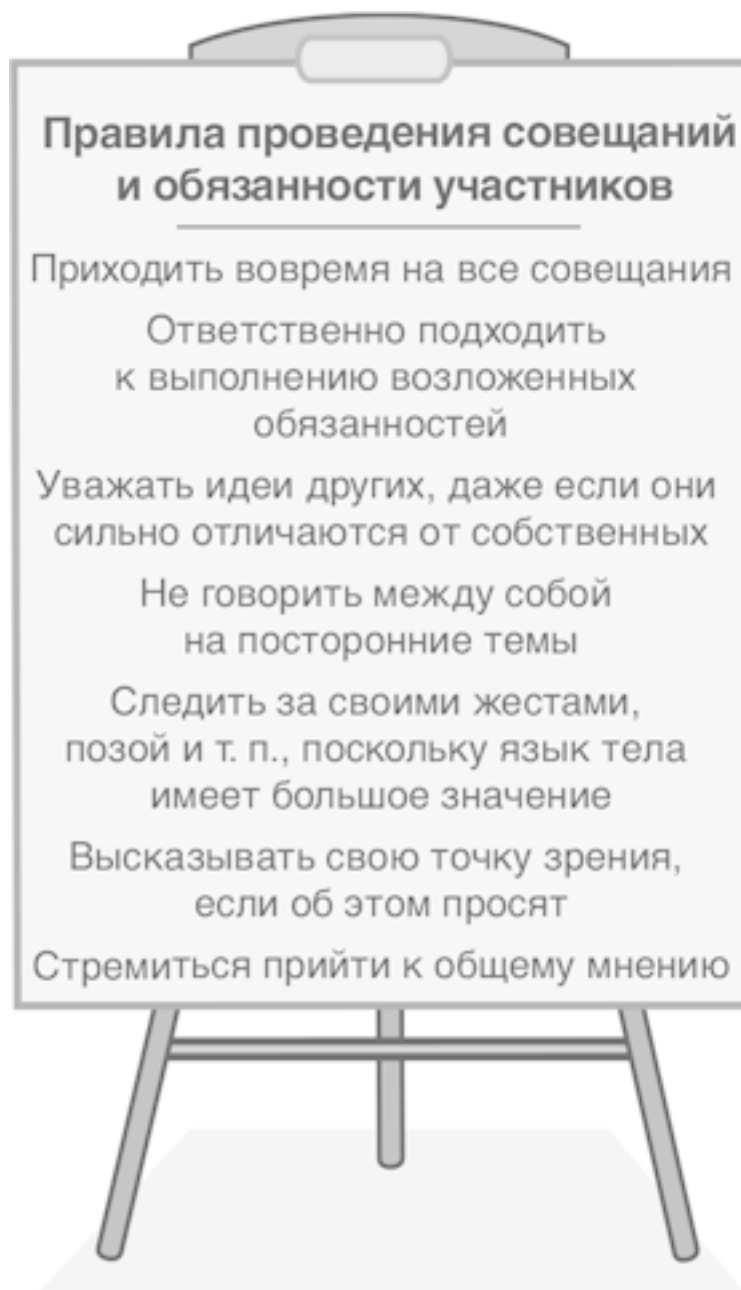 Правила проведения совещаний
и обязанности участников
Приходить вовремя на все совещания
Ответственно подходить
к выполнению возложенных
обязанностей
Уважать идеи других, даже если они
сильно отличаются от собственных
Не говорить между собой
на посторонние темы
Следить за своими жестами,
позой и т. п., поскольку язык тела
имеет большое значение
Высказывать свою точку зрения,
если об этом просят
Стремиться прийти к общему мнению